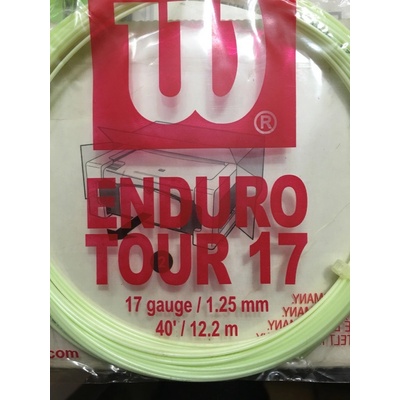 W
®
ENDURO
TOUR 17
17 gauge / 1.25 mm
40' / 12,2 m
.com